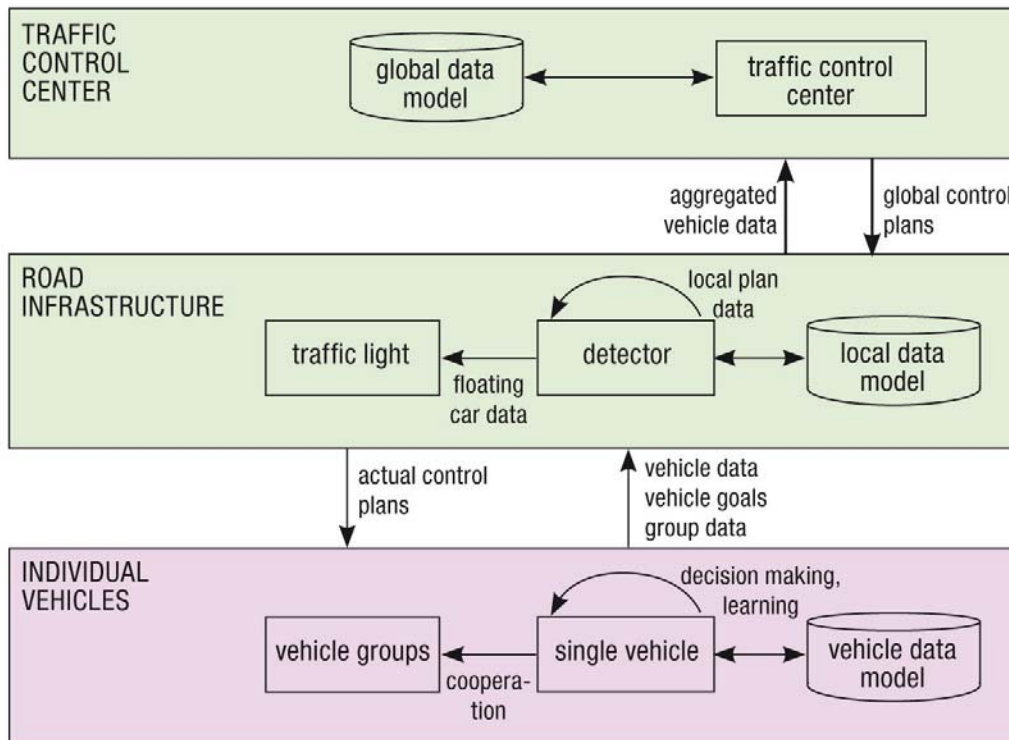 TRAFFIC
CONTROL
CENTER
global data
model
traffic control
center
aggregated
vehicle data
global control
plans
ROAD
INFRASTRUCTURE
local plan
data
traffic light
detector
local data
model
floating
car data
actual control
plans
vehicle data
vehicle goals
group data
INDIVIDUAL
VEHICLES
decision making,
learning
vehicle groups
single vehicle
vehicle data
model
coopera-
tion